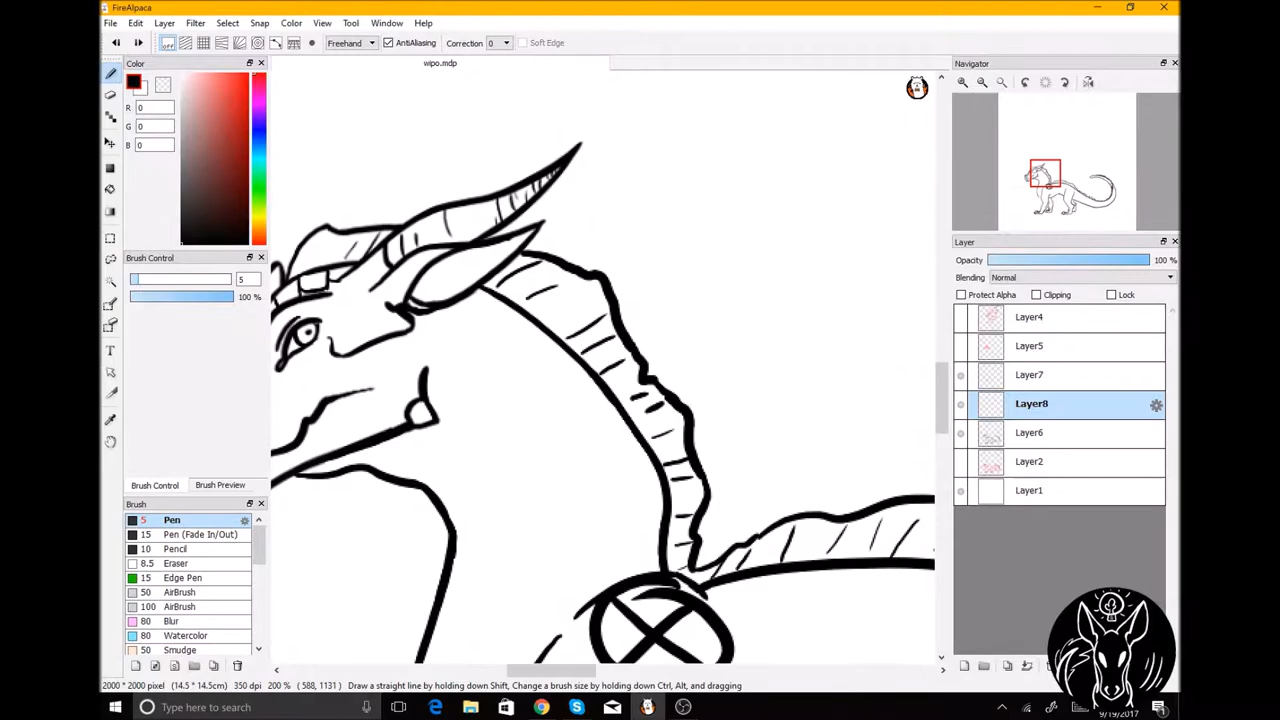 FireAlpaca
File Edit Layer Filter Select Snap Color View Tool Window Help
OFF Freehand AntiAliasing Correction 0 Soft Edge
Color
wipo.mdp
Navigator
R 0
G 0
B 0
Brush Control
5
100 %
Layer
Opacity 100 %
Blending Normal
Protect Alpha Clipping Lock
Layer4
Layer5
Layer7
Layer8
Layer6
Layer2
Layer1
Brush Control Brush Preview
Brush
5 Pen
15 Pen (Fade In/Out)
10 Pencil
8.5 Eraser
15 Edge Pen
50 AirBrush
100 AirBrush
80 Blur
80 Watercolor
50 Smudge
2000 * 2000 pixel (14.5 * 14.5cm) 350 dpi 200 % ( 588, 1131 ) Draw a straight line by holding down Shift, Change a brush size by holding down Ctrl, Alt, and dragging
Type here to search
9/19/2017